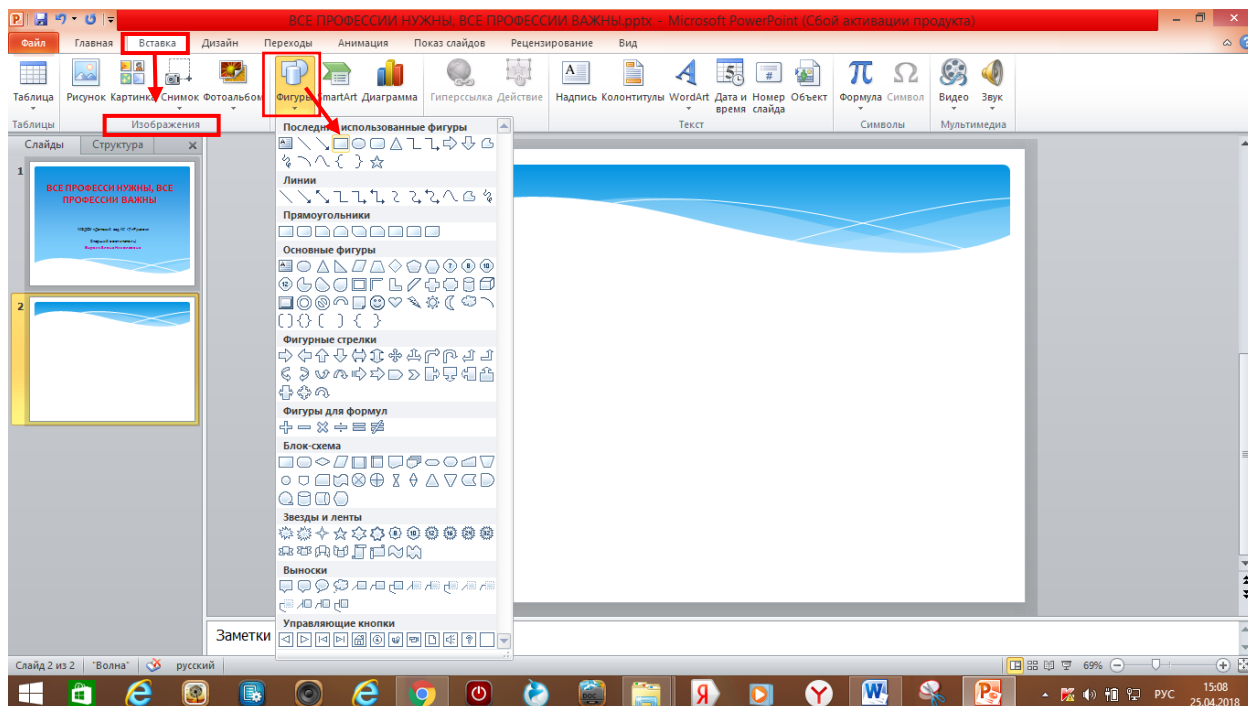 ВСЕ ПРОФЕССИИ НУЖНЫ, ВСЕ ПРОФЕССИИ ВАЖНЫ.pptx - Microsoft PowerPoint (Сбой активации продукта)
Файл Главная Вставка Дизайн Переходы Анимация Показ слайдов Рецензирование Вид
Таблица Рисунок Картинка Снимок Фотоальбом Фигуры SmartArt Диаграмма Гиперссылка Действие Надпись Колонтитулы WordArt Дата и время Номер слайда Объект Формула Символ Видео Звук
Таблицы Изображения Текст Символы Мультимедиа
Слайды Структура
1
ВСЕ ПРОФЕССИ НУЖНЫ, ВСЕ
ПРОФЕССИИ ВАЖНЫ
2
Последние использованные фигуры
Линии
Прямоугольники
Основные фигуры
Фигурные стрелки
Фигуры для формул
Блок-схема
Звезды и ленты
Выноски
Управляющие кнопки
Заметки
Слайд 2 из 2 "Волна" русский 69%
РУС 15:08
25.04.2018